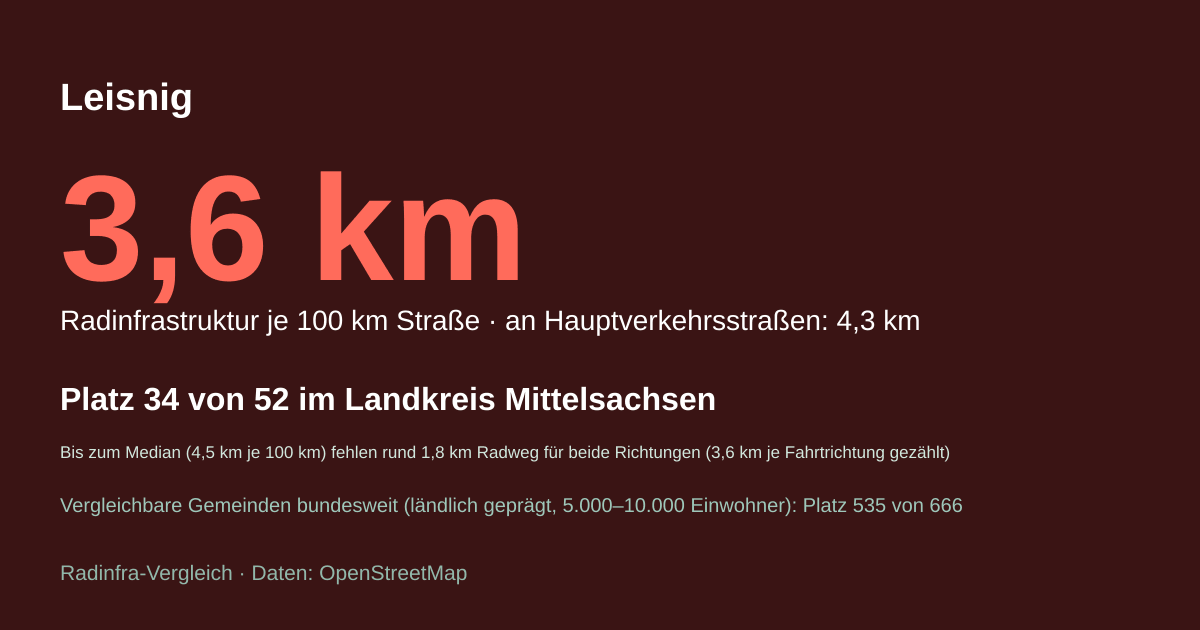 Leisnig
3,6 km
Radinfrastruktur je 100 km Straße · an Hauptverkehrsstraßen: 4,3 km
Platz 34 von 52 im Landkreis Mittelsachsen
Bis zum Median (4,5 km je 100 km) fehlen rund 1,8 km Radweg für beide Richtungen (3,6 km je Fahrtrichtung gezählt)
Vergleichbare Gemeinden bundesweit (ländlich geprägt, 5.000–10.000 Einwohner): Platz 535 von 666
Radinfra-Vergleich · Daten: OpenStreetMap